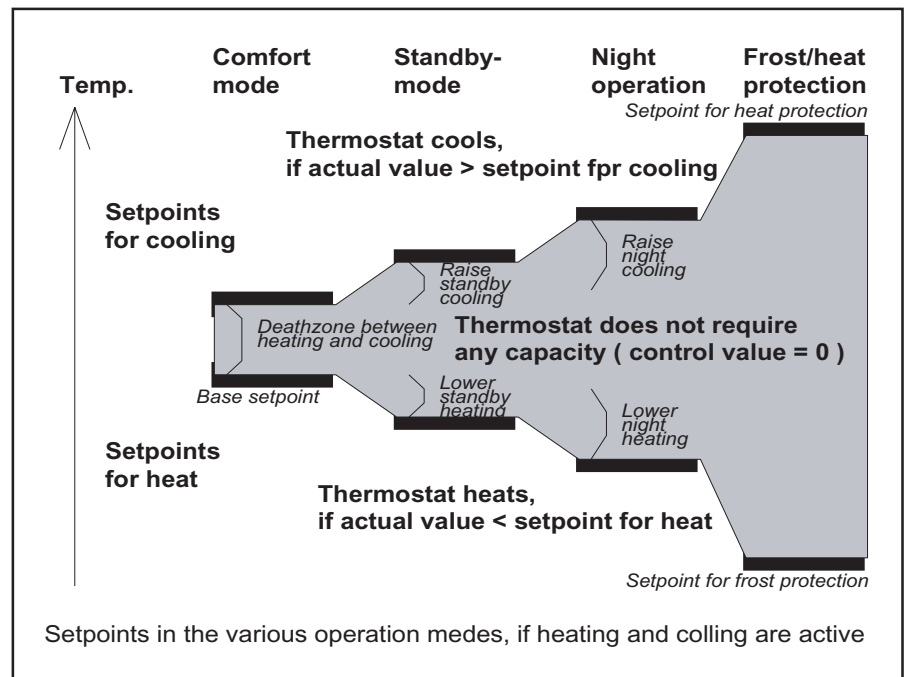 Temp.
Comfort
mode
Standby-
mode
Night
operation
Frost/heat
protection
Setpoint for heat protection
Thermostat cools,
if actual value > setpoint fpr cooling
Setpoints
for cooling
Raise
night
cooling
Raise
standby
cooling
Deathzone between
heating and cooling
Thermostat does not require
any capacity ( control value = 0 )
Base setpoint
Lower
standby
heating
Lower
night
heating
Setpoints
for heat
Thermostat heats,
if actual value < setpoint for heat
Setpoint for frost protection
Setpoints in the various operation medes, if heating and colling are active